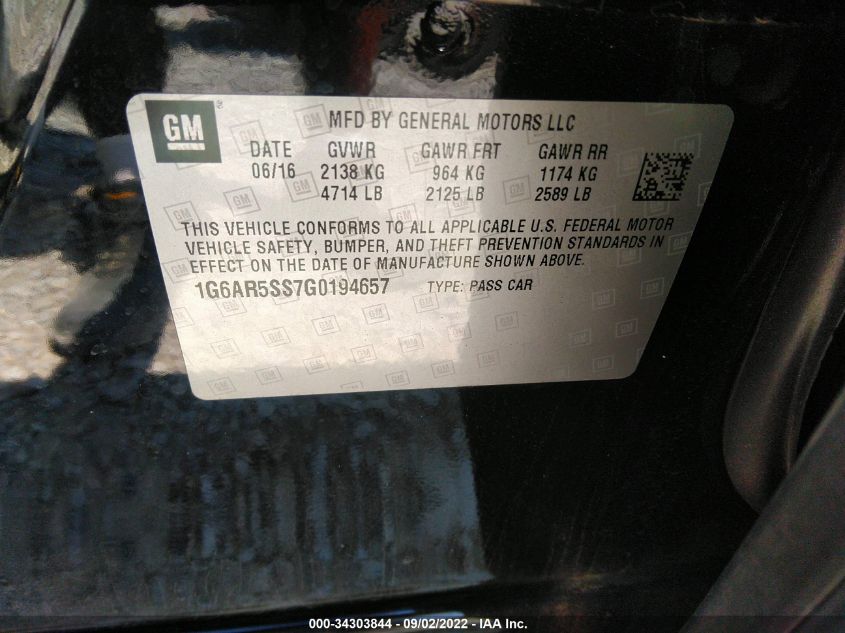 GM
MFD BY GENERAL MOTORS LLC
DATE GVWR GAWR FRT GAWR RR
06/16 2138 KG 964 KG 1174 KG
4714 LB 2125 LB 2589 LB
THIS VEHICLE CONFORMS TO ALL APPLICABLE U.S. FEDERAL MOTOR
VEHICLE SAFETY, BUMPER, AND THEFT PREVENTION STANDARDS IN
EFFECT ON THE DATE OF MANUFACTURE SHOWN ABOVE.
1G6AR5SS7G0194657 TYPE: PASS CAR
000-34303844 - 09/02/2022 - IAA Inc.